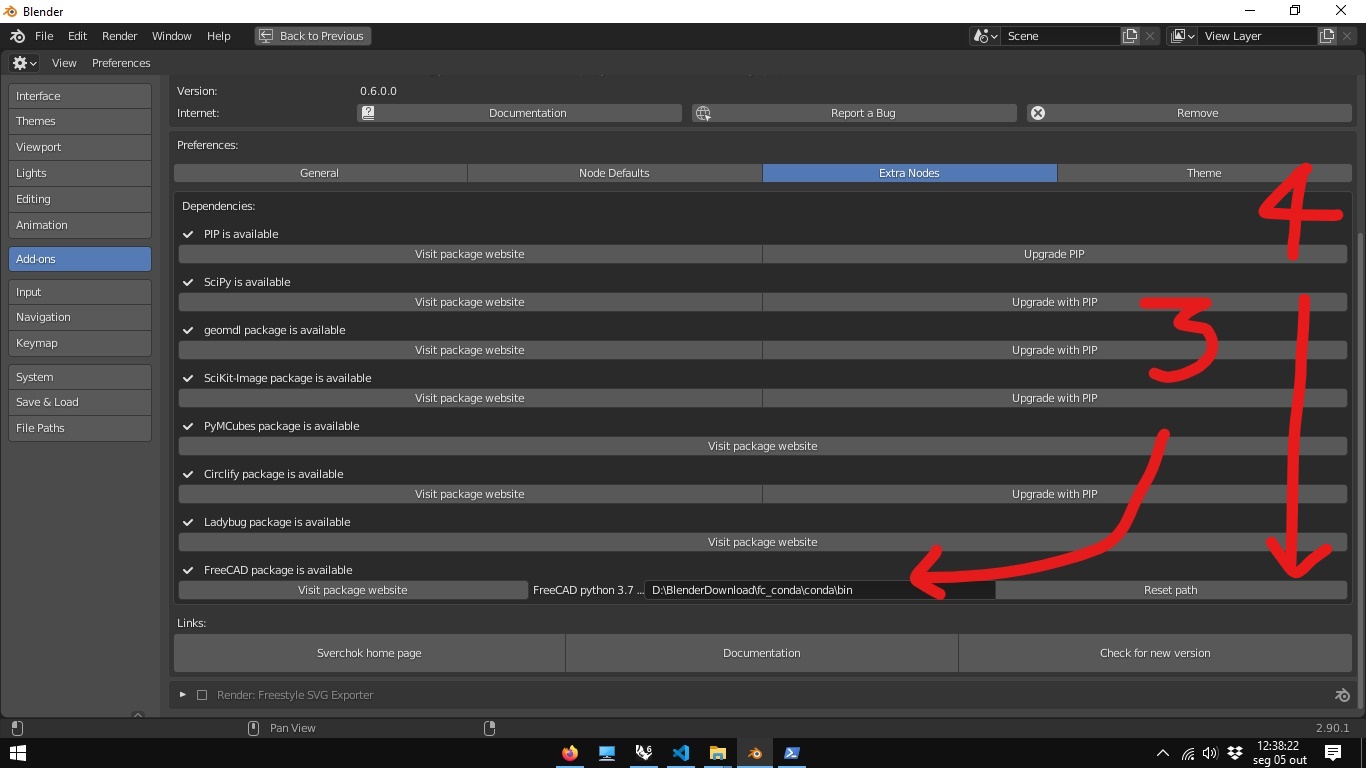 Blender
File Edit Render Window Help Back to Previous Scene View Layer
View Preferences
Interface
Themes
Viewport
Lights
Editing
Animation
Add-ons
Input
Navigation
Keymap
System
Save & Load
File Paths
Version: 0.6.0.0
Internet: Documentation Report a Bug Remove
Preferences:
General Node Defaults Extra Nodes Theme
4
Dependencies:
PIP is available
Visit package website Upgrade PIP
SciPy is available
Visit package website Upgrade with PIP
3
geomdl package is available
Visit package website Upgrade with PIP
SciKit-Image package is available
Visit package website Upgrade with PIP
PyMCubes package is available
Visit package website
Circlify package is available
Visit package website Upgrade with PIP
Ladybug package is available
Visit package website
FreeCAD package is available
Visit package website FreeCAD python 3.7 ... D:\BlenderDownload\fc_conda\conda\bin Reset path
Links:
Sverchok home page Documentation Check for new version
Render: Freestyle SVG Exporter
Pan View 2.90.1
12:38:22
seg 05 out